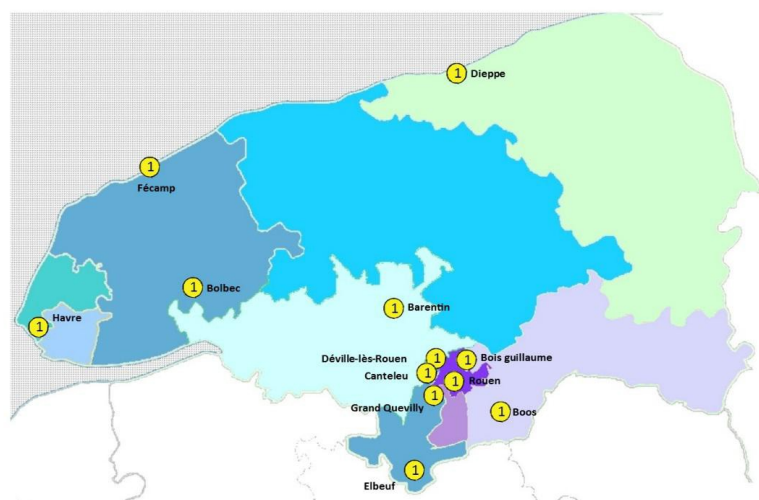 1 Dieppe
1
Fécamp
1 Bolbec
Havre
1
1 Barentin
Déville-lès-Rouen 1
1 Bois guillaume
Canteleu 1
1 Rouen
Grand Quevilly 1
1 Boos
1
Elbeuf